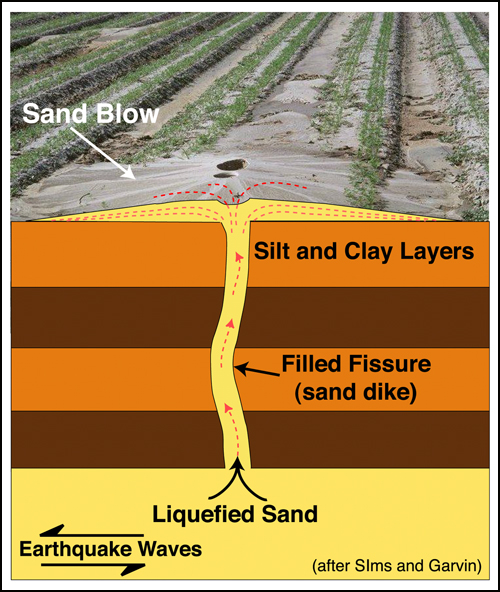 Sand Blow
Silt and Clay Layers
Filled Fissure
(sand dike)
Liquefied Sand
Earthquake Waves
(after SIms and Garvin)